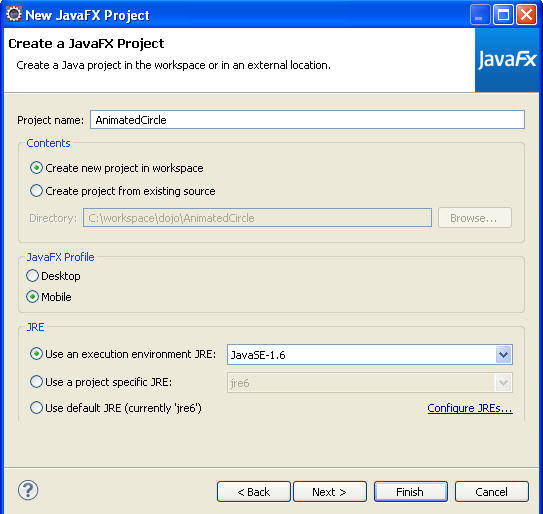 New JavaFX Project
Create a JavaFX Project
Create a Java project in the workspace or in an external location.
JavaFx
Project name: AnimatedCircle
Contents
Create new project in workspace
Create project from existing source
Directory: C:\workspace\dojo\AnimatedCircle Browse...
JavaFX Profile
Desktop
Mobile
JRE
Use an execution environment JRE: JavaSE-1.6
Use a project specific JRE: jre6
Use default JRE (currently 'jre6') Configure JREs...
? < Back Next > Finish Cancel